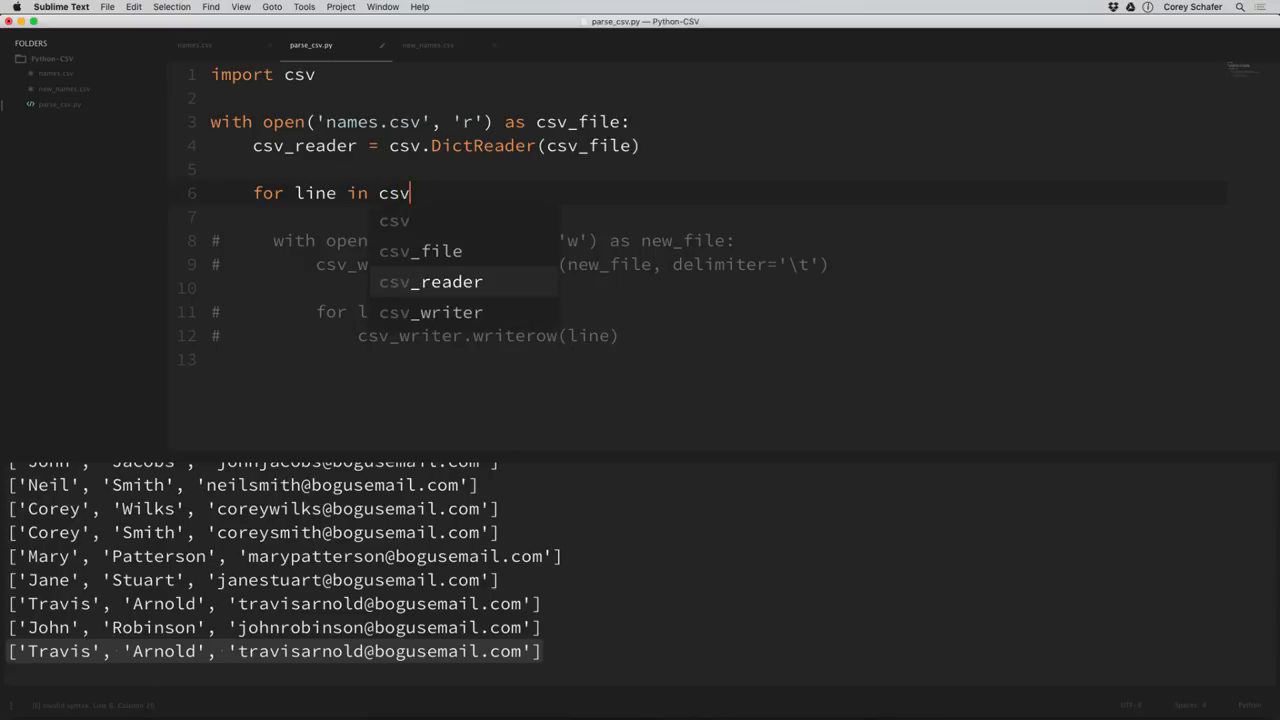 Sublime Text File Edit Selection Find View Goto Tools Project Window Help Corey Schafer
parse_csv.py — Python-CSV
FOLDERS
Python-CSV
names.csv
new_names.csv
parse_csv.py
names.csv parse_csv.py new_names.csv
1 import csv
2
3 with open('names.csv', 'r') as csv_file:
4 csv_reader = csv.DictReader(csv_file)
5
6 for line in csv
7
csv
8 # with open 'w') as new_file:
csv_file
9 # csv_w (new_file, delimiter='\t')
csv_reader
10
11 # for l
csv_writer
12 # csv_writer.writerow(line)
13
['John', 'Jacobs', 'johnjacobs@bogusemail.com']
['Neil', 'Smith', 'neilsmith@bogusemail.com']
['Corey', 'Wilks', 'coreywilks@bogusemail.com']
['Corey', 'Smith', 'coreysmith@bogusemail.com']
['Mary', 'Patterson', 'marypatterson@bogusemail.com']
['Jane', 'Stuart', 'janestuart@bogusemail.com']
['Travis', 'Arnold', 'travisarnold@bogusemail.com']
['John', 'Robinson', 'johnrobinson@bogusemail.com']
['Travis', 'Arnold', 'travisarnold@bogusemail.com']
UTF-8 Spaces: 4 Python